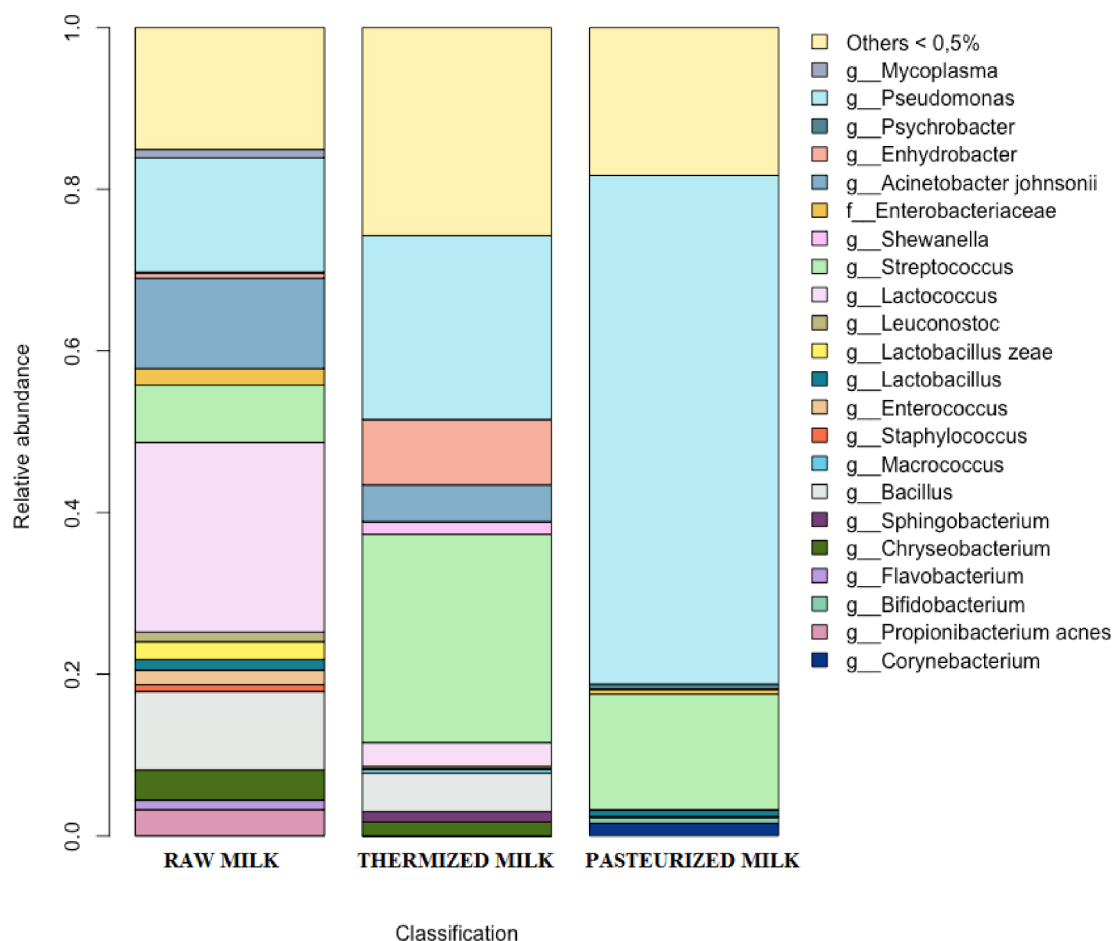 Relative abundance
1.0
0.8
0.6
0.4
0.2
0.0
Others < 0,5%
g__Mycoplasma
g__Pseudomonas
g__Psychrobacter
g__Enhydrobacter
g__Acinetobacter johnsonii
f__Enterobacteriaceae
g__Shewanella
g__Streptococcus
g__Lactococcus
g__Leuconostoc
g__Lactobacillus zeae
g__Lactobacillus
g__Enterococcus
g__Staphylococcus
g__Macrococcus
g__Bacillus
g__Sphingobacterium
g__Chryseobacterium
g__Flavobacterium
g__Bifidobacterium
g__Propionibacterium acnes
g__Corynebacterium
RAW MILK THERMIZED MILK PASTEURIZED MILK
Classification